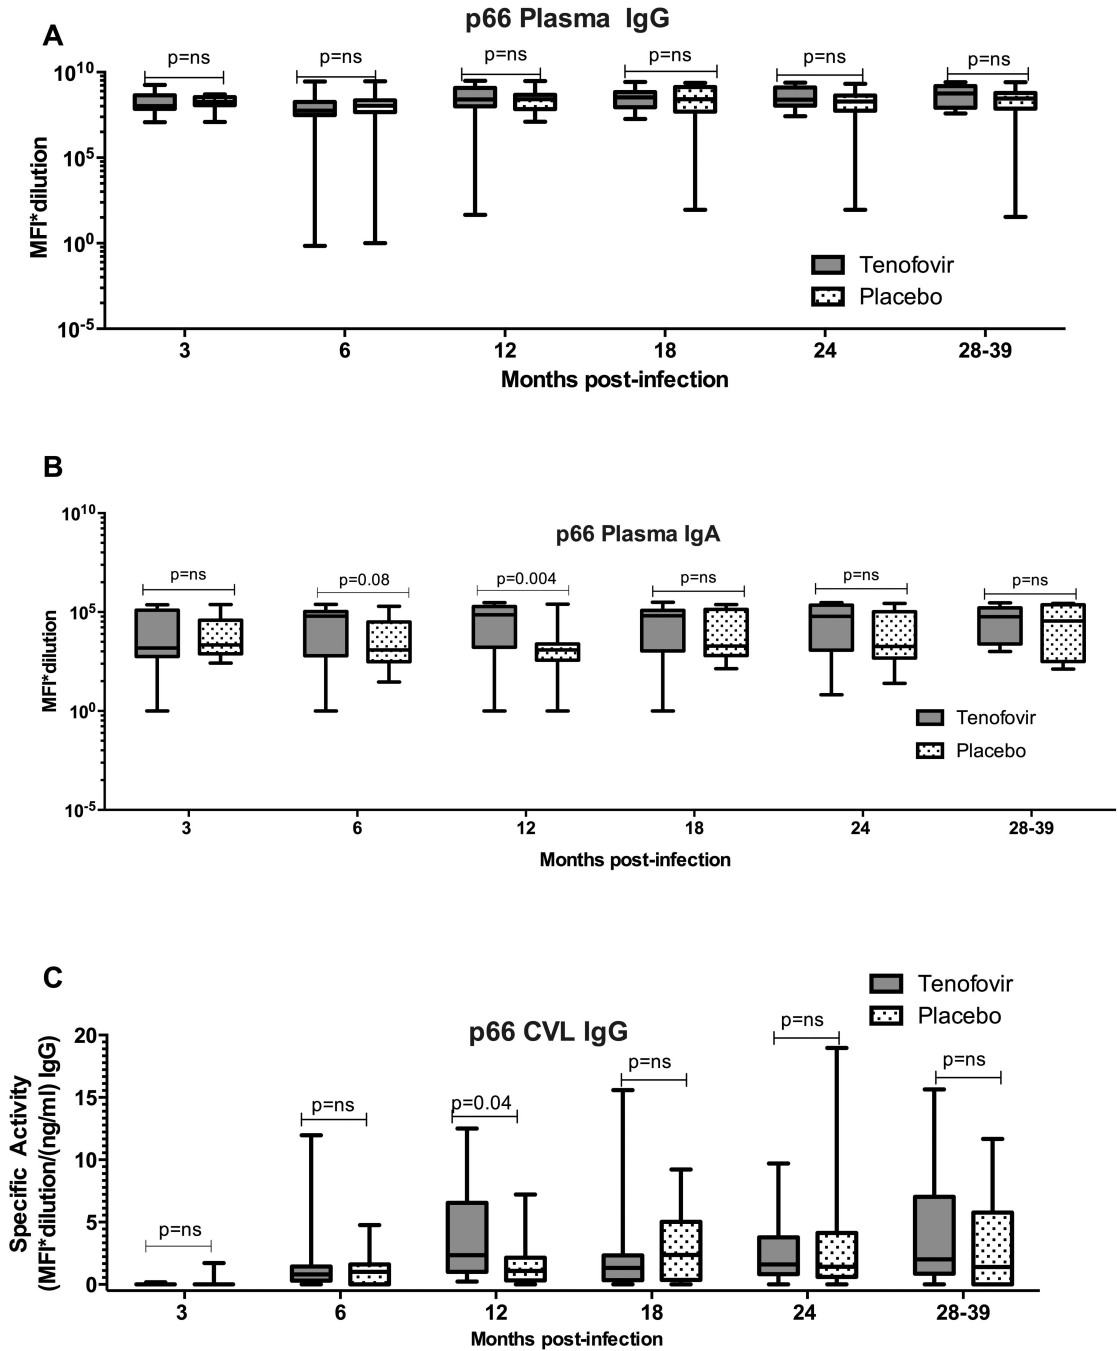 A
p66 Plasma IgG
p=ns p=ns p=ns p=ns p=ns p=ns
10^10
10^5
10^0
10^-5
MFI*dilution
Tenofovir
Placebo
3 6 12 18 24 28-39
Months post-infection
B
p66 Plasma IgA
10^10
p=ns p=0.08 p=0.004 p=ns p=ns p=ns
10^5
10^0
10^-5
MFI*dilution
Tenofovir
Placebo
3 6 12 18 24 28-39
Months post-infection
C
Tenofovir
Placebo
p66 CVL IgG
p=ns p=ns p=0.04 p=ns p=ns p=ns
20
15
10
5
0
Specific Activity
(MFI*dilution/(ng/ml) IgG)
3 6 12 18 24 28-39
Months post-infection